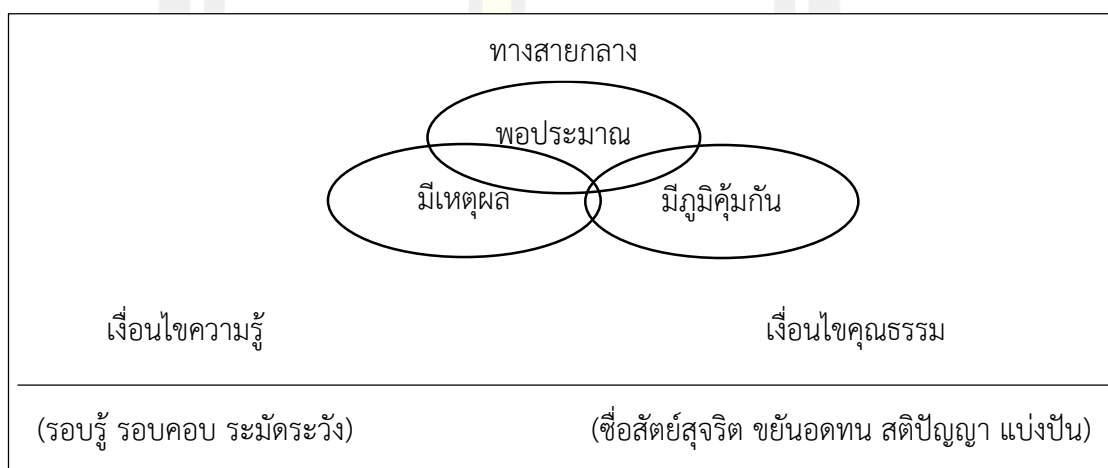 ทางสายกลาง
พอประมาณ
มีเหตุผล มีภูมิคุ้มกัน
เงื่อนไขความรู้ เงื่อนไขคุณธรรม
(รอบรู้ รอบคอบ ระมัดระวัง) (ซื่อสัตย์สุจริต ขยันอดทน สติปัญญา แบ่งปัน)